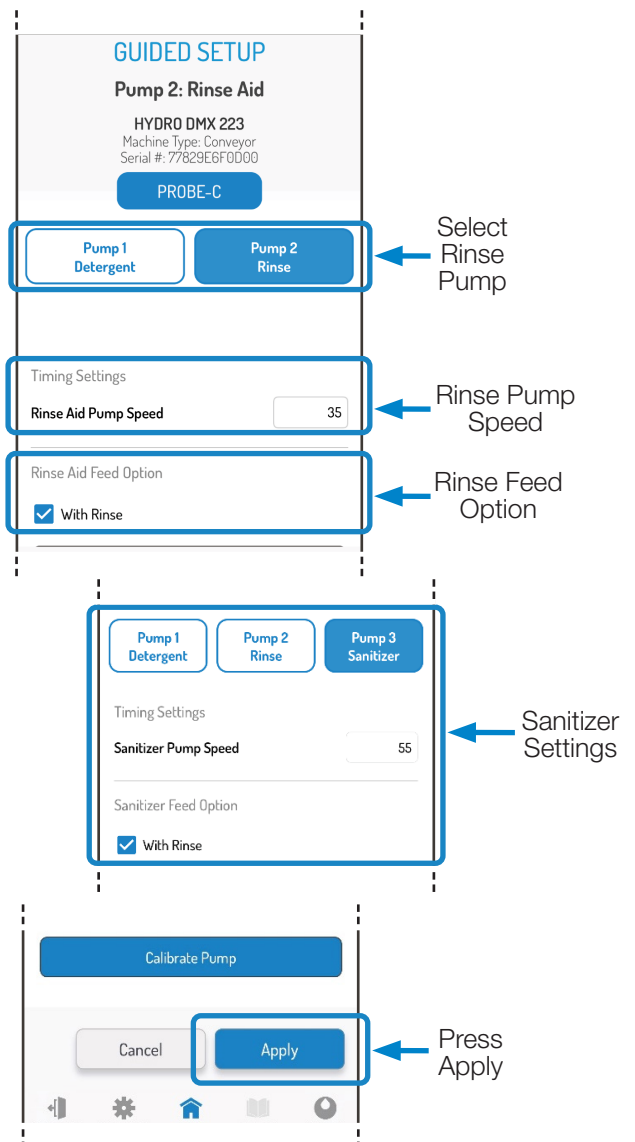 GUIDED SETUP
Pump 2: Rinse Aid
HYDRO DMX 223
Machine Type: Conveyor
Serial #: 77829E6F0D00
PROBE-C
Pump 1
Detergent
Pump 2
Rinse
Select
Rinse
Pump
Timing Settings
Rinse Aid Pump Speed
35
Rinse Pump
Speed
Rinse Aid Feed Option
With Rinse
Rinse Feed
Option
Pump 1
Detergent
Pump 2
Rinse
Pump 3
Sanitizer
Timing Settings
Sanitizer Pump Speed
55
Sanitizer Feed Option
With Rinse
Sanitizer
Settings
Calibrate Pump
Cancel
Apply
Press
Apply